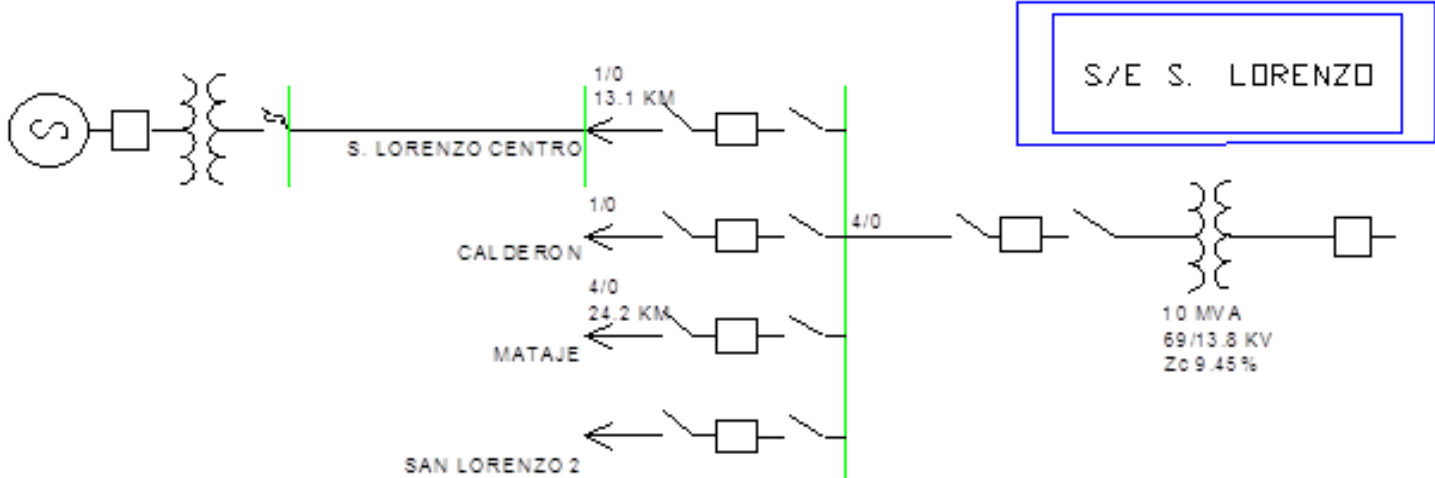 S/E S. LORENZO
1/0
13.1 KM
S. LORENZO CENTRO
1/0
CALDERON
4/0
4/0
24.2 KM
MATAJE
10 MVA
69/13.8 KV
Zc 9.45%
SAN LORENZO 2